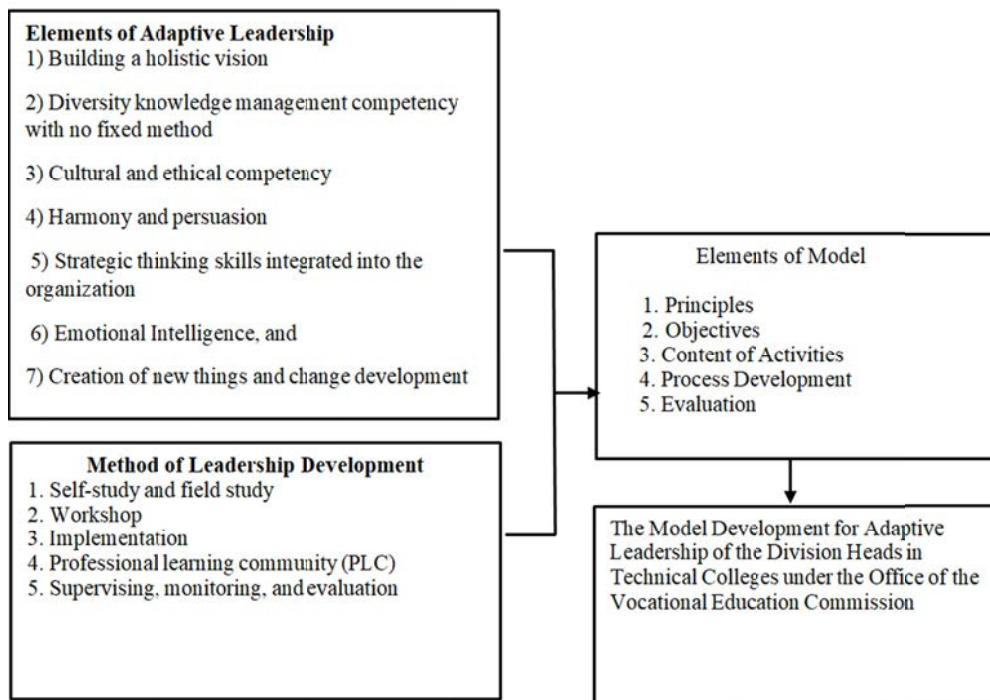 Elements of Adaptive Leadership
1) Building a holistic vision
2) Diversity knowledge management competency
with no fixed method
3) Cultural and ethical competency
4) Harmony and persuasion
5) Strategic thinking skills integrated into the
organization
6) Emotional Intelligence, and
7) Creation of new things and change development
Method of Leadership Development
1. Self-study and field study
2. Workshop
3. Implementation
4. Professional learning community (PLC)
5. Supervising, monitoring, and evaluation
Elements of Model
1. Principles
2. Objectives
3. Content of Activities
4. Process Development
5. Evaluation
The Model Development for Adaptive
Leadership of the Division Heads in
Technical Colleges under the Office of the
Vocational Education Commission